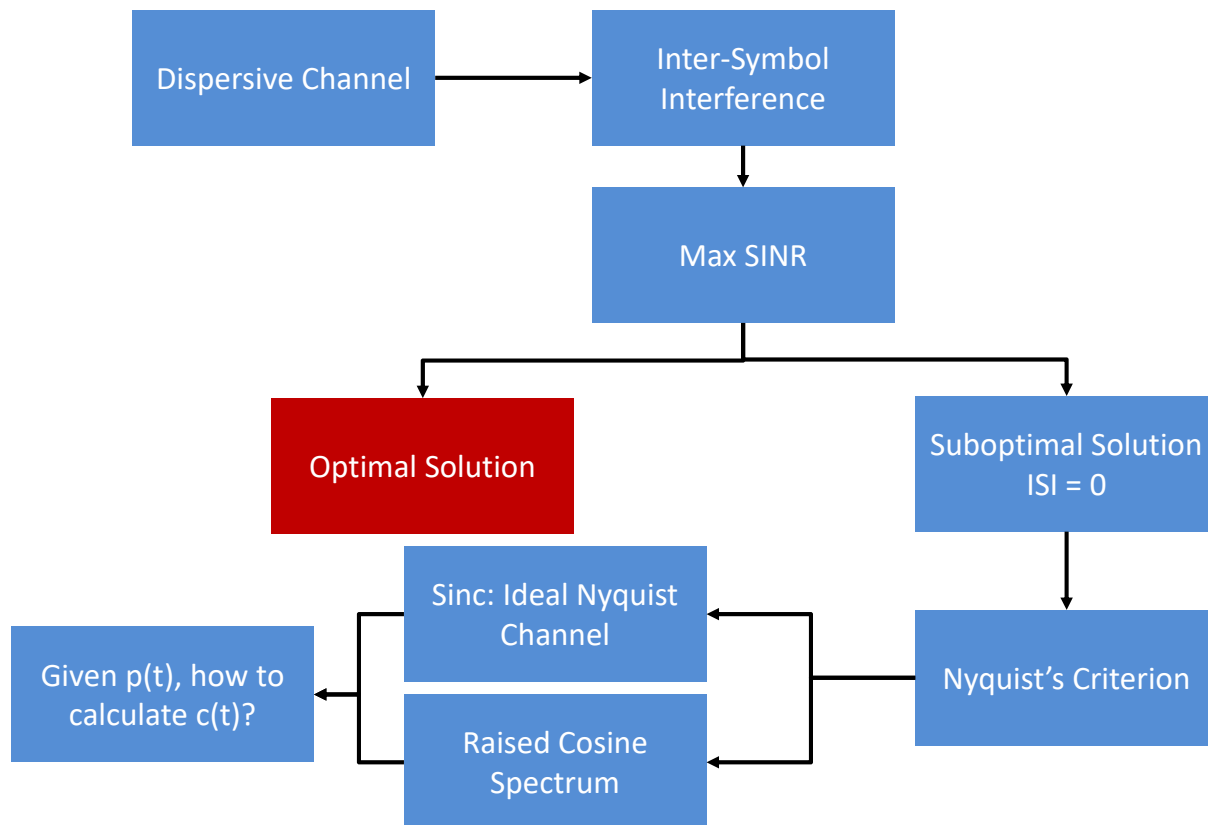 Dispersive Channel
Inter-Symbol
Interference
Max SINR
Optimal Solution
Suboptimal Solution
ISI = 0
Sinc: Ideal Nyquist
Channel
Given p(t), how to
calculate c(t)?
Nyquist’s Criterion
Raised Cosine
Spectrum